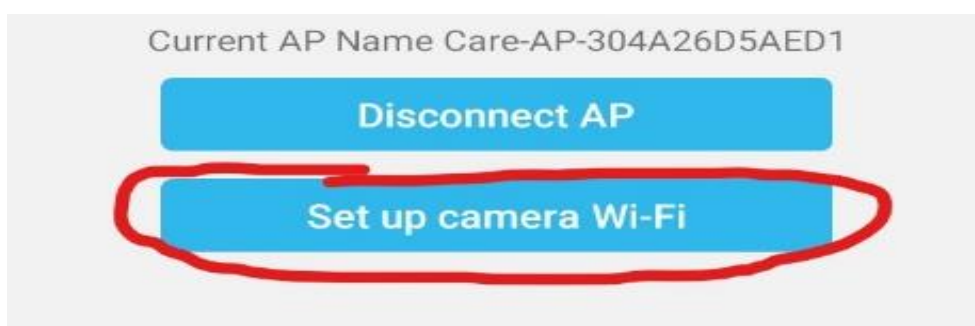 Current AP Name Care-AP-304A26D5AED1
Disconnect AP
Set up camera Wi-Fi